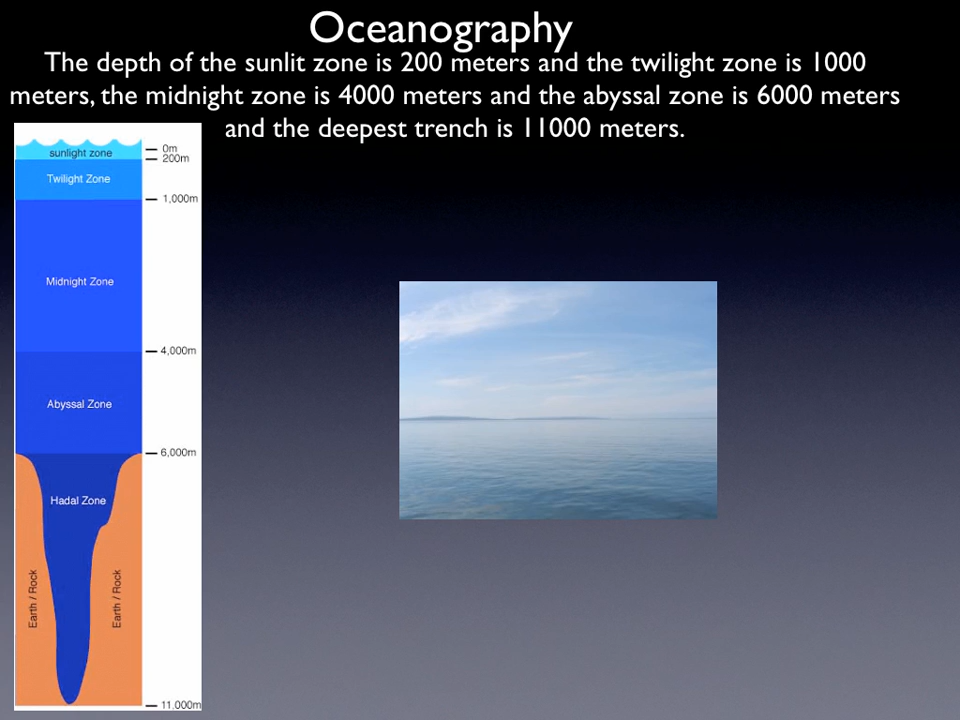 Oceanography
The depth of the sunlit zone is 200 meters and the twilight zone is 1000
meters, the midnight zone is 4000 meters and the abyssal zone is 6000 meters
and the deepest trench is 11000 meters.
sunlight zone
0m
200m
Twilight Zone
1,000m
Midnight Zone
4,000m
Abyssal Zone
6,000m
Hadal Zone
Earth / Rock
Earth / Rock
11,000m